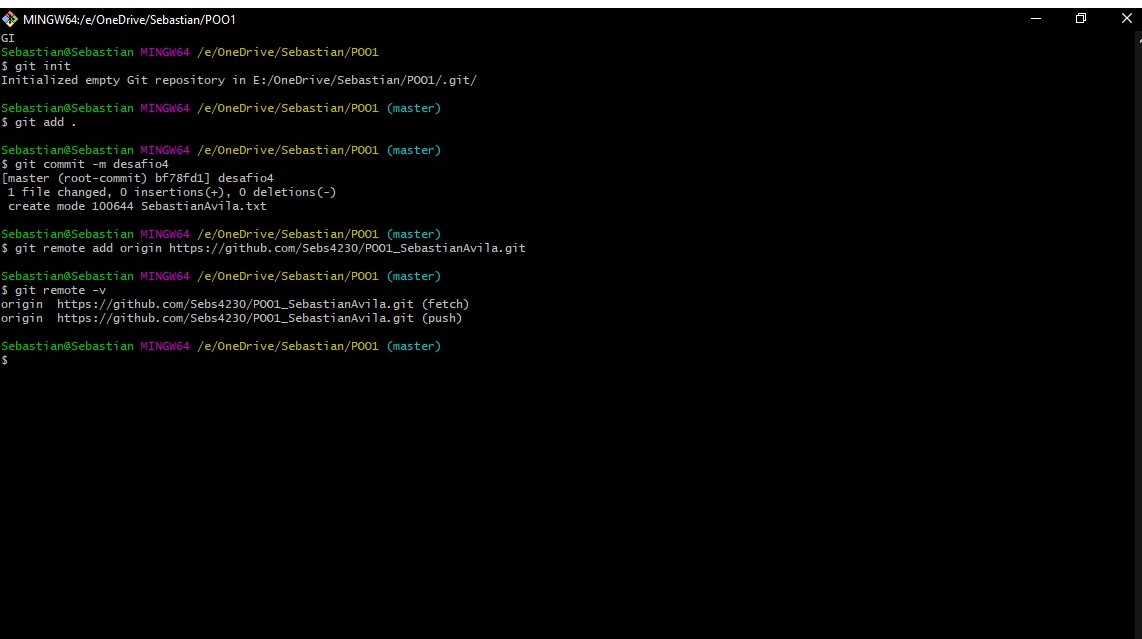 MINGW64:/e/OneDrive/Sebastian/POO1
GI
Sebastian@Sebastian MINGW64 /e/OneDrive/Sebastian/POO1
$ git init
Initialized empty Git repository in E:/OneDrive/Sebastian/POO1/.git/
Sebastian@Sebastian MINGW64 /e/OneDrive/Sebastian/POO1 (master)
$ git add .
Sebastian@Sebastian MINGW64 /e/OneDrive/Sebastian/POO1 (master)
$ git commit -m desafio4
[master (root-commit) bf78fd1] desafio4
1 file changed, 0 insertions(+), 0 deletions(-)
create mode 100644 SebastianAvila.txt
Sebastian@Sebastian MINGW64 /e/OneDrive/Sebastian/POO1 (master)
$ git remote add origin https://github.com/Sebs4230/POO1_SebastianAvila.git
Sebastian@Sebastian MINGW64 /e/OneDrive/Sebastian/POO1 (master)
$ git remote -v
origin  https://github.com/Sebs4230/POO1_SebastianAvila.git (fetch)
origin  https://github.com/Sebs4230/POO1_SebastianAvila.git (push)
Sebastian@Sebastian MINGW64 /e/OneDrive/Sebastian/POO1 (master)
$